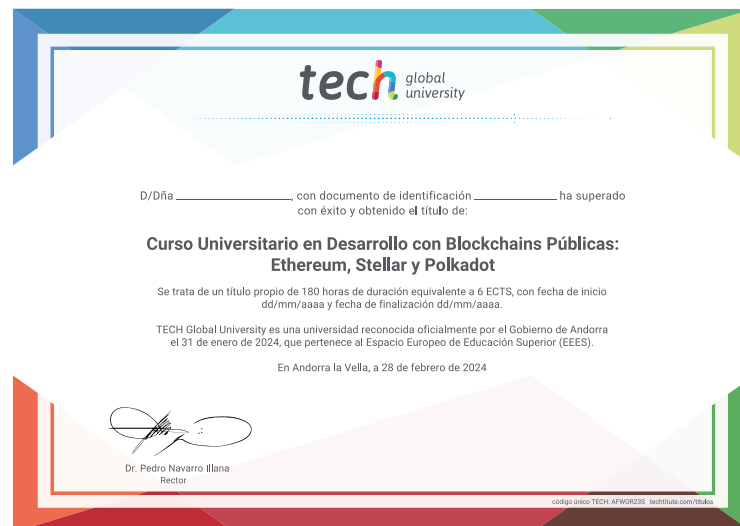 tech global university
D/Dña ____________, con documento de identificación ____________ ha superado
con éxito y obtenido el título de:
Curso Universitario en Desarrollo con Blockchains Públicas:
Ethereum, Stellar y Polkadot
Se trata de un título propio de 180 horas de duración equivalente a 6 ECTS, con fecha de inicio
dd/mm/aaaa y fecha de finalización dd/mm/aaaa.
TECH Global University es una universidad reconocida oficialmente por el Gobierno de Andorra
el 31 de enero de 2024, que pertenece al Espacio Europeo de Educación Superior (EEES).
En Andorra la Vella, a 28 de febrero de 2024
Dr. Pedro Navarro Illana
Rector
código único TECH: AFWOR23S techtitute.com/titulos